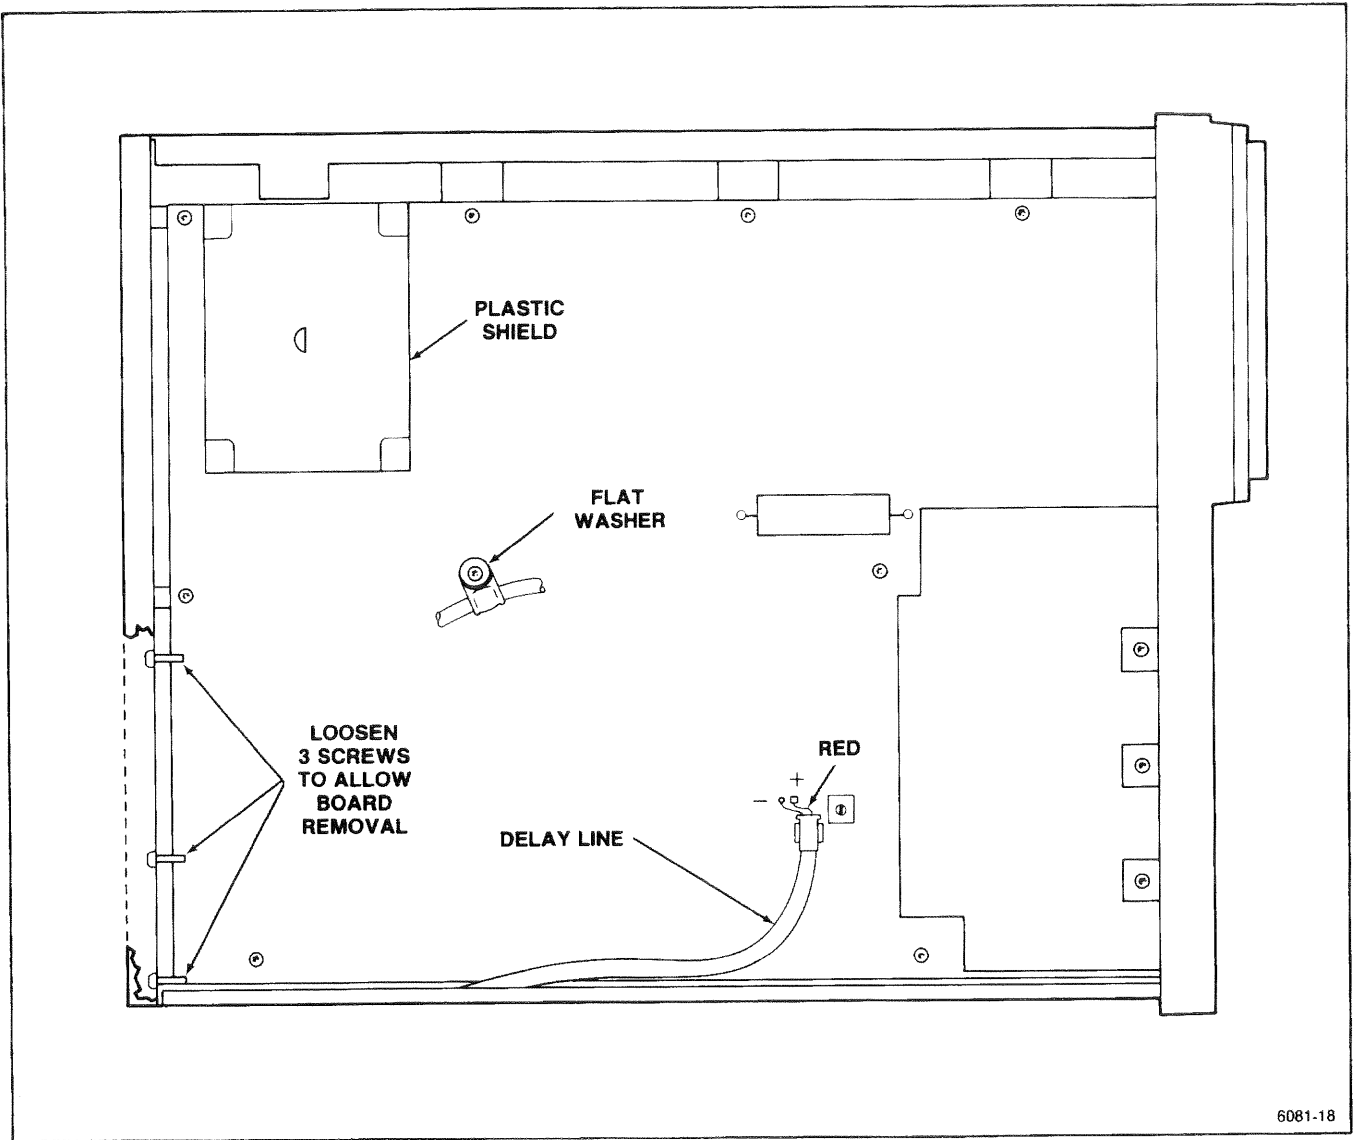 PLASTIC
SHIELD
FLAT
WASHER
LOOSEN
3 SCREWS
TO ALLOW
BOARD
REMOVAL
RED
+
−
DELAY LINE
6081-18